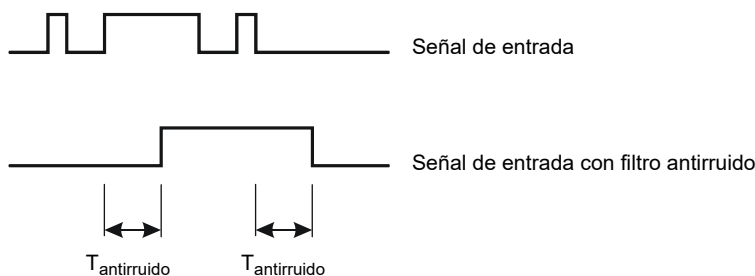 Señal de entrada
Señal de entrada con filtro antirruido
Tantirruido
Tantirruido